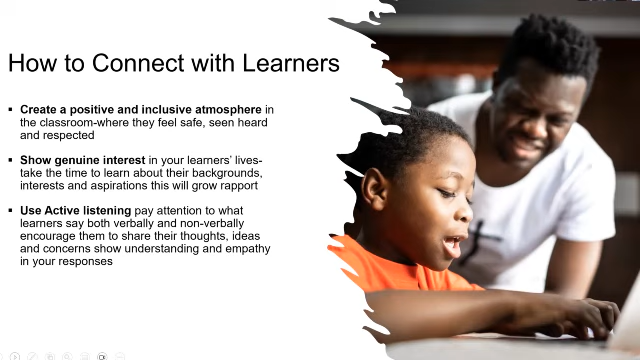 How to Connect with Learners
▪ Create a positive and inclusive atmosphere in
the classroom-where they feel safe, seen heard
and respected
▪ Show genuine interest in your learners’ lives-
take the time to learn about their backgrounds,
interests and aspirations this will grow rapport
▪ Use Active listening pay attention to what
learners say both verbally and non-verbally
encourage them to share their thoughts, ideas
and concerns show understanding and empathy
in your responses